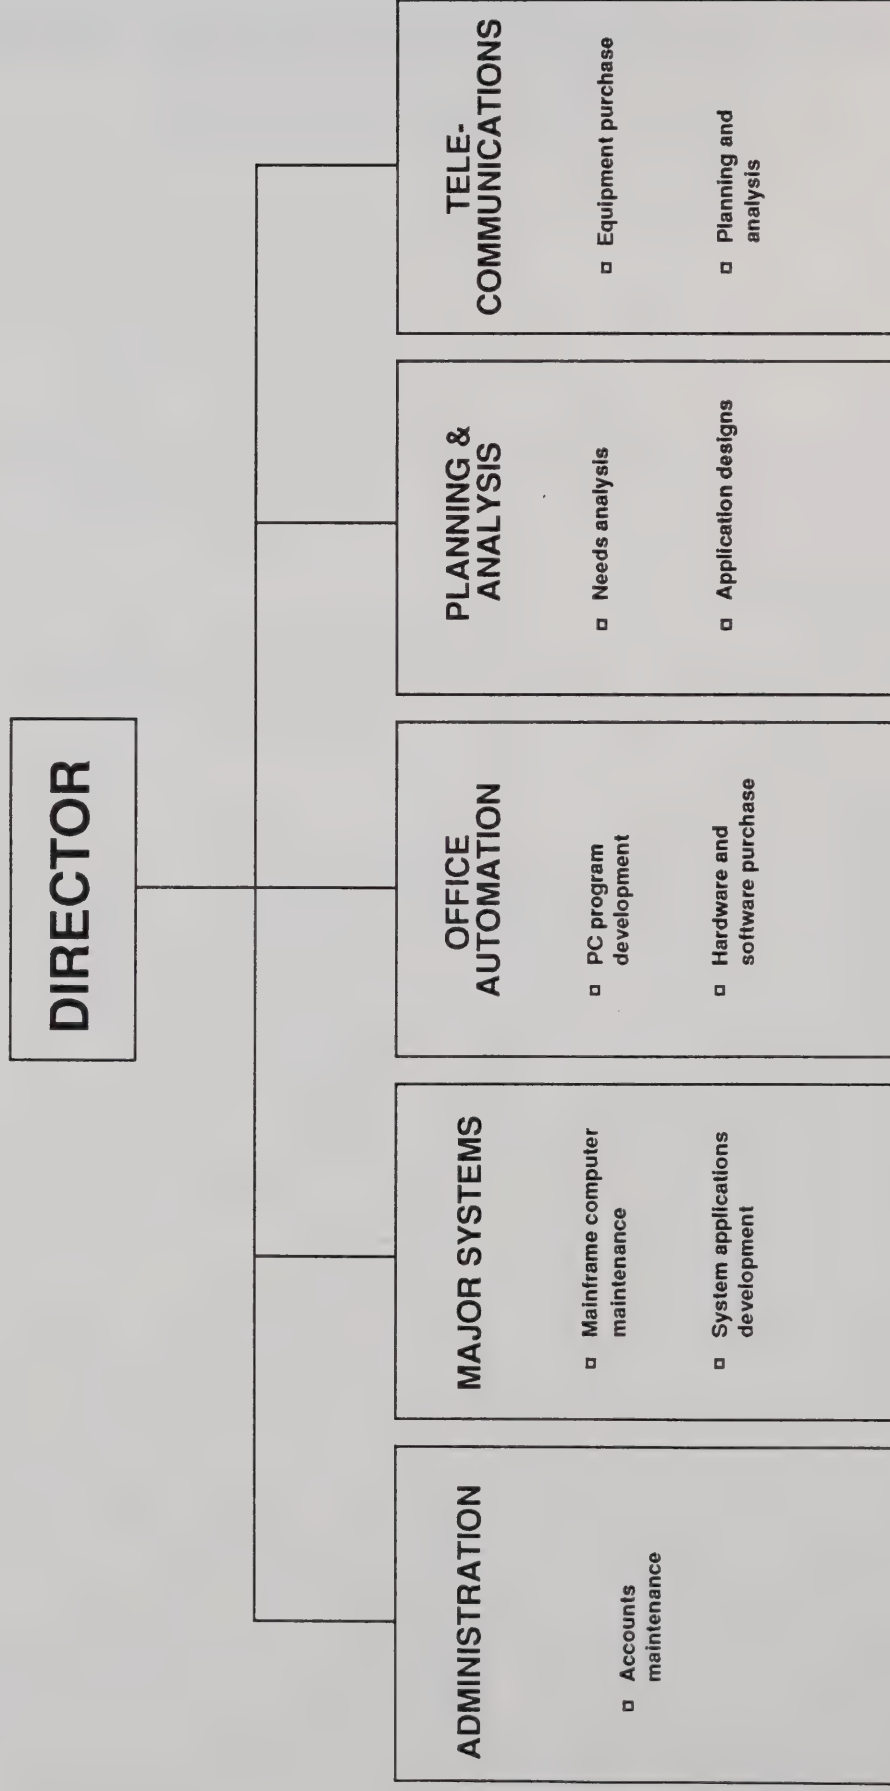 DIRECTOR
ADMINISTRATION
□ Accounts
maintenance
MAJOR SYSTEMS
□ Mainframe computer
maintenance
□ System applications
development
OFFICE
AUTOMATION
□ PC program
development
□ Hardware and
software purchase
PLANNING &
ANALYSIS
□ Needs analysis
□ Application designs
TELE-
COMMUNICATIONS
□ Equipment purchase
□ Planning and
analysis